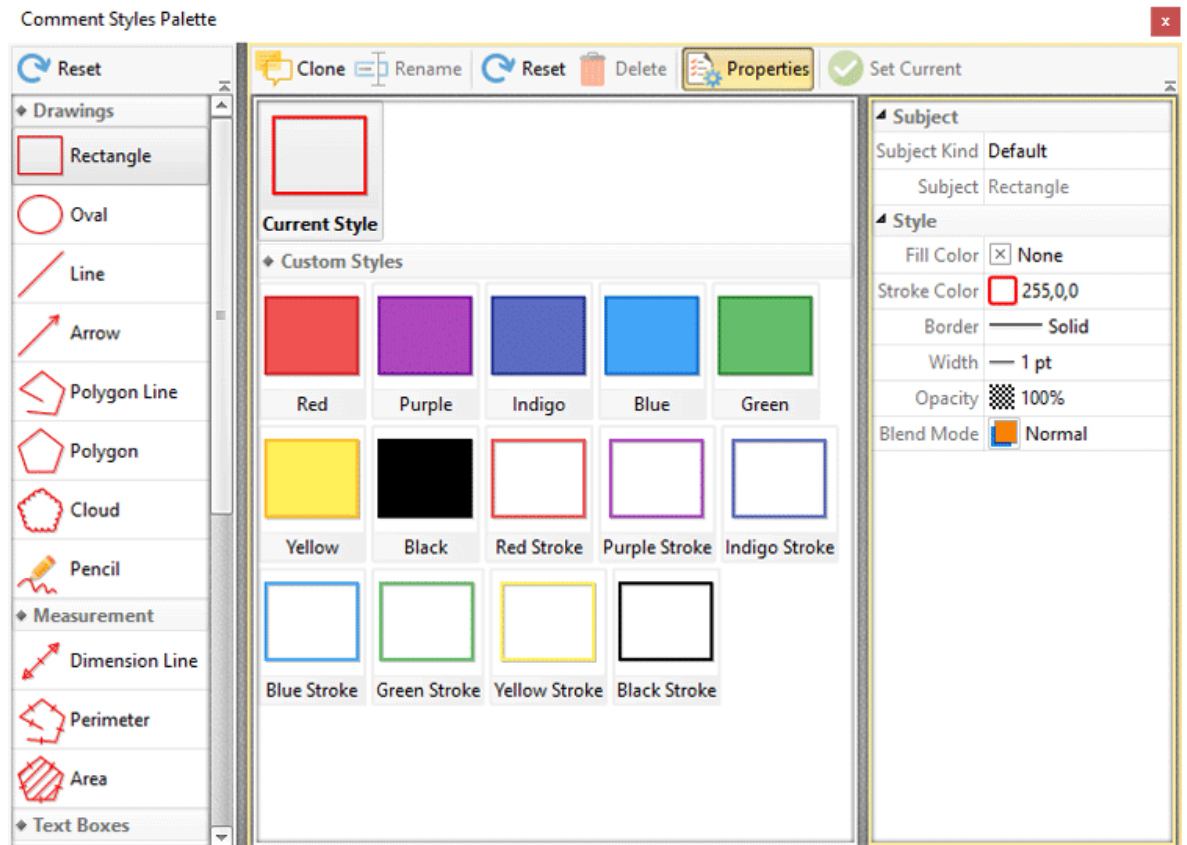 Comment Styles Palette
x
Reset
Clone Rename Reset Delete Properties Set Current
Drawings
Rectangle
Oval
Line
Arrow
Polygon Line
Polygon
Cloud
Pencil
Measurement
Dimension Line
Perimeter
Area
Text Boxes
Current Style
Custom Styles
Red Purple Indigo Blue Green
Yellow Black Red Stroke Purple Stroke Indigo Stroke
Blue Stroke Green Stroke Yellow Stroke Black Stroke
Subject
Subject Kind Default
Subject Rectangle
Style
Fill Color None
Stroke Color 255,0,0
Border Solid
Width 1 pt
Opacity 100%
Blend Mode Normal